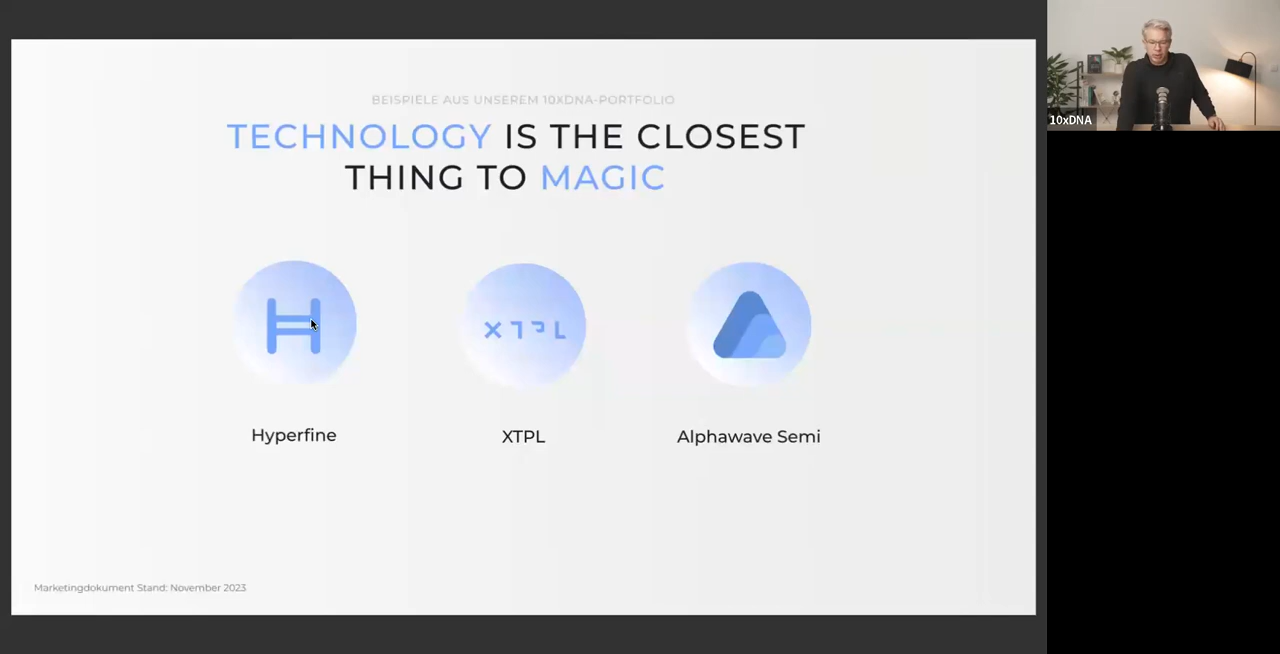 BEISPIELE AUS UNSEREM 10XDNA-PORTFOLIO
TECHNOLOGY IS THE CLOSEST
THING TO MAGIC
XTPL
Hyperfine
XTPL
Alphawave Semi
Marketingdokument Stand: November 2023
10xDNA